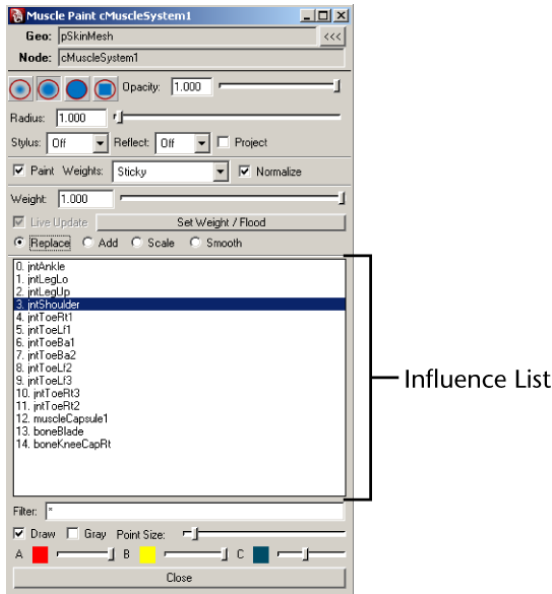 Muscle Paint cMuscleSystem1
Geo: pSkinMesh <<<
Node: cMuscleSystem1
Opacity: 1.000
Radius: 1.000
Stylus: Off Reflect: Off Project
Paint Weights: Sticky Normalize
Weight: 1.000
Live Update Set Weight / Flood
Replace Add Scale Smooth
0. jntAnkle
1. jntLegLo
2. jntLegUp
3. jntShoulder
4. jntToeRt1
5. jntToeLf1
6. jntToeBa1
7. jntToeBa2
8. jntToeLf2
9. jntToeLf3
10. jntToeRt3
11. jntToeRt2
12. muscleCapsule1
13. boneBlade
14. boneKneeCapRt
Influence List
Filter: *
Draw Gray Point Size:
A B C
Close